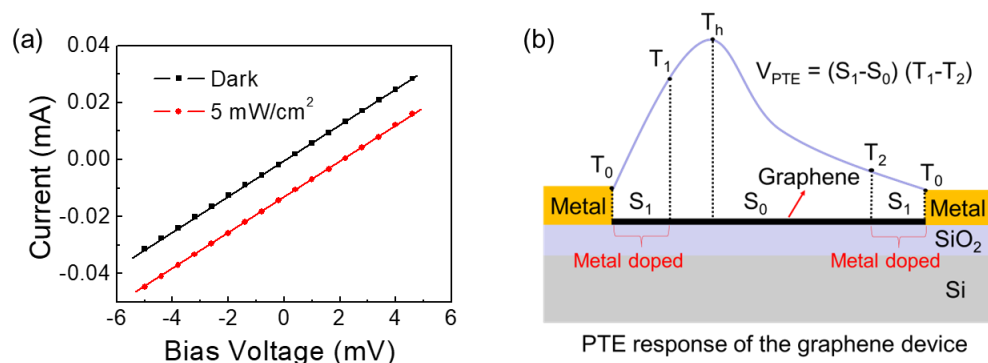 (a)
0.04
0.02
0.00
-0.02
-0.04
Current (mA)
Dark
5 mW/cm²
-6 -4 -2 0 2 4 6
Bias Voltage (mV)
(b)
T₀
T₁
Tₕ
V_PTE = (S₁-S₀) (T₁-T₂)
T₂
T₀
Graphene
Metal
S₁
S₀
S₁
Metal
SiO₂
Metal doped
Metal doped
Si
PTE response of the graphene device